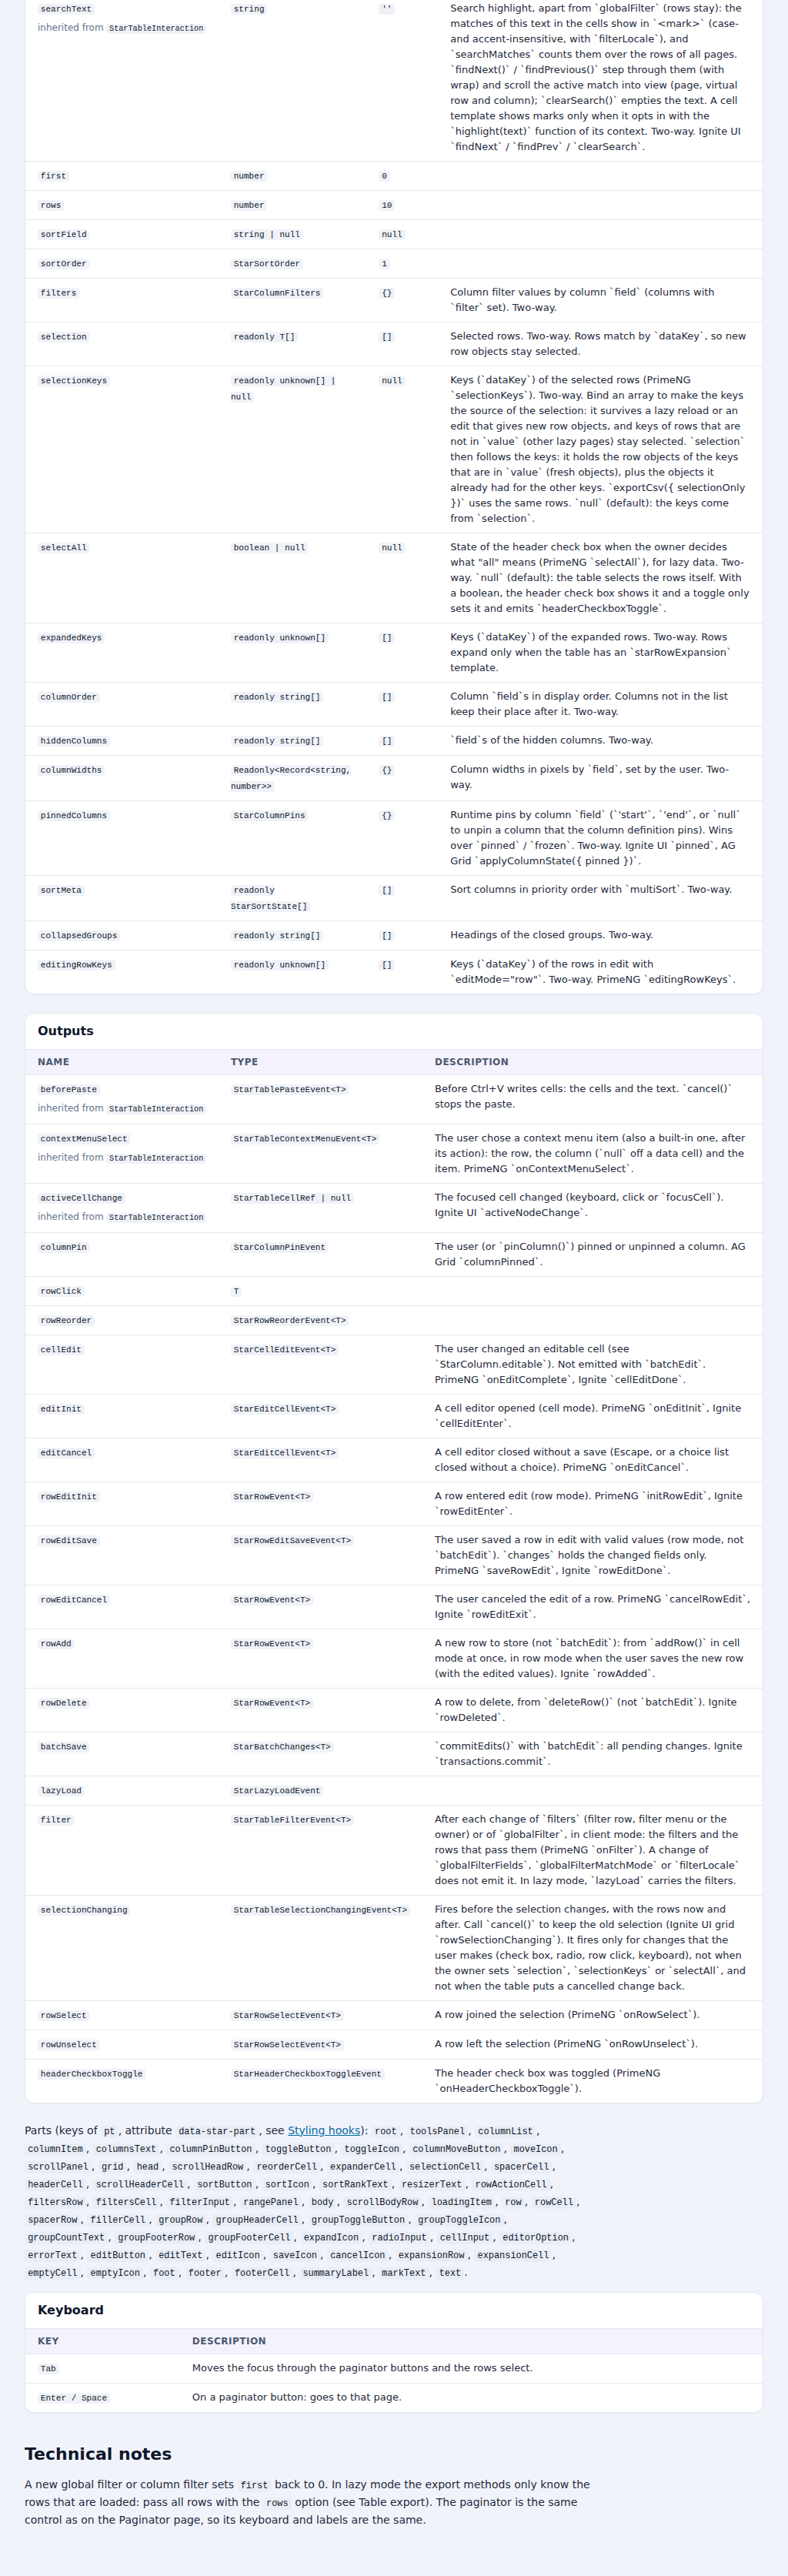 searchText string '' Search highlight, apart from `globalFilter` (rows stay): the
inherited from StarTableInteraction matches of this text in the cells show in `<mark>` (case-
and accent-insensitive, with `filterLocale`), and
`searchMatches` counts them over the rows of all pages.
`findNext()` / `findPrevious()` step through them (with
wrap) and scroll the active match into view (page, virtual
row and column); `clearSearch()` empties the text. A cell
template shows marks only when it opts in with the
`highlight(text)` function of its context. Two-way. Ignite UI
`findNext` / `findPrev` / `clearSearch`.
first number 0
rows number 10
sortField string | null null
sortOrder StarSortOrder 1
filters StarColumnFilters {} Column filter values by column `field` (columns with
`filter` set). Two-way.
selection readonly T[] [] Selected rows. Two-way. Rows match by `dataKey`, so new
row objects stay selected.
selectionKeys readonly unknown[] | null Keys (`dataKey`) of the selected rows (PrimeNG
null `selectionKeys`). Two-way. Bind an array to make the keys
the source of the selection: it survives a lazy reload or an
edit that gives new row objects, and keys of rows that are
not in `value` (other lazy pages) stay selected. `selection`
then follows the keys: it holds the row objects of the keys
that are in `value` (fresh objects), plus the objects it
already had for the other keys. `exportCsv({ selectionOnly
})` uses the same rows. `null` (default): the keys come
from `selection`.
selectAll boolean | null null State of the header check box when the owner decides
what "all" means (PrimeNG `selectAll`), for lazy data. Two-
way. `null` (default): the table selects the rows itself. With
a boolean, the header check box shows it and a toggle only
sets it and emits `headerCheckboxToggle`.
expandedKeys readonly unknown[] [] Keys (`dataKey`) of the expanded rows. Two-way. Rows
expand only when the table has an `starRowExpansion`
template.
columnOrder readonly string[] [] Column `field`s in display order. Columns not in the list
keep their place after it. Two-way.
hiddenColumns readonly string[] [] `field`s of the hidden columns. Two-way.
columnWidths Readonly<Record<string, {} Column widths in pixels by `field`, set by the user. Two-
number>> way.
pinnedColumns StarColumnPins {} Runtime pins by column `field` (`'start'`, `'end'`, or `null`
to unpin a column that the column definition pins). Wins
over `pinned` / `frozen`. Two-way. Ignite UI `pinned`, AG
Grid `applyColumnState({ pinned })`.
sortMeta readonly [] Sort columns in priority order with `multiSort`. Two-way.
StarSortState[]
collapsedGroups readonly string[] [] Headings of the closed groups. Two-way.
editingRowKeys readonly unknown[] [] Keys (`dataKey`) of the rows in edit with
`editMode="row"`. Two-way. PrimeNG `editingRowKeys`.
Outputs
NAME TYPE DESCRIPTION
beforePaste StarTablePasteEvent<T> Before Ctrl+V writes cells: the cells and the text. `cancel()`
inherited from StarTableInteraction stops the paste.
contextMenuSelect StarTableContextMenuEvent<T> The user chose a context menu item (also a built-in one, after
inherited from StarTableInteraction its action): the row, the column (`null` off a data cell) and the
item. PrimeNG `onContextMenuSelect`.
activeCellChange StarTableCellRef | null The focused cell changed (keyboard, click or `focusCell`).
inherited from StarTableInteraction Ignite UI `activeNodeChange`.
columnPin StarColumnPinEvent The user (or `pinColumn()`) pinned or unpinned a column. AG
Grid `columnPinned`.
rowClick T
rowReorder StarRowReorderEvent<T>
cellEdit StarCellEditEvent<T> The user changed an editable cell (see
`StarColumn.editable`). Not emitted with `batchEdit`.
PrimeNG `onEditComplete`, Ignite `cellEditDone`.
editInit StarEditCellEvent<T> A cell editor opened (cell mode). PrimeNG `onEditInit`, Ignite
`cellEditEnter`.
editCancel StarEditCellEvent<T> A cell editor closed without a save (Escape, or a choice list
closed without a choice). PrimeNG `onEditCancel`.
rowEditInit StarRowEvent<T> A row entered edit (row mode). PrimeNG `initRowEdit`, Ignite
`rowEditEnter`.
rowEditSave StarRowEditSaveEvent<T> The user saved a row in edit with valid values (row mode, not
`batchEdit`). `changes` holds the changed fields only.
PrimeNG `saveRowEdit`, Ignite `rowEditDone`.
rowEditCancel StarRowEvent<T> The user canceled the edit of a row. PrimeNG `cancelRowEdit`,
Ignite `rowEditExit`.
rowAdd StarRowEvent<T> A new row to store (not `batchEdit`): from `addRow()` in cell
mode at once, in row mode when the user saves the new row
(with the edited values). Ignite `rowAdded`.
rowDelete StarRowEvent<T> A row to delete, from `deleteRow()` (not `batchEdit`). Ignite
`rowDeleted`.
batchSave StarBatchChanges<T> `commitEdits()` with `batchEdit`: all pending changes. Ignite
`transactions.commit`.
lazyLoad StarLazyLoadEvent
filter StarTableFilterEvent<T> After each change of `filters` (filter row, filter menu or the
owner) or of `globalFilter`, in client mode: the filters and the
rows that pass them (PrimeNG `onFilter`). A change of
`globalFilterFields`, `globalFilterMatchMode` or `filterLocale`
does not emit it. In lazy mode, `lazyLoad` carries the filters.
selectionChanging StarTableSelectionChangingEvent<T> Fires before the selection changes, with the rows now and
after. Call `cancel()` to keep the old selection (Ignite UI grid
`rowSelectionChanging`). It fires only for changes that the
user makes (check box, radio, row click, keyboard), not when
the owner sets `selection`, `selectionKeys` or `selectAll`, and
not when the table puts a cancelled change back.
rowSelect StarRowSelectEvent<T> A row joined the selection (PrimeNG `onRowSelect`).
rowUnselect StarRowSelectEvent<T> A row left the selection (PrimeNG `onRowUnselect`).
headerCheckboxToggle StarHeaderCheckboxToggleEvent The header check box was toggled (PrimeNG
`onHeaderCheckboxToggle`).
Parts (keys of pt, attribute data-star-part, see Styling hooks): root, toolsPanel, columnList,
columnItem, columnsText, columnPinButton, toggleButton, toggleIcon, columnMoveButton, moveIcon,
scrollPanel, grid, head, scrollHeadRow, reorderCell, expanderCell, selectionCell, spacerCell,
headerCell, scrollHeaderCell, sortButton, sortIcon, sortRankText, resizerText, rowActionCell,
filtersRow, filtersCell, filterInput, rangePanel, body, scrollBodyRow, loadingItem, row, rowCell,
spacerRow, fillerCell, groupRow, groupHeaderCell, groupToggleButton, groupToggleIcon,
groupCountText, groupFooterRow, groupFooterCell, expandIcon, radioInput, cellInput, editorOption,
errorText, editButton, editText, editIcon, saveIcon, cancelIcon, expansionRow, expansionCell,
emptyCell, emptyIcon, foot, footer, footerCell, summaryLabel, markText, text.
Keyboard
KEY DESCRIPTION
Tab Moves the focus through the paginator buttons and the rows select.
Enter / Space On a paginator button: goes to that page.
Technical notes
A new global filter or column filter sets first back to 0. In lazy mode the export methods only know the
rows that are loaded: pass all rows with the rows option (see Table export). The paginator is the same
control as on the Paginator page, so its keyboard and labels are the same.